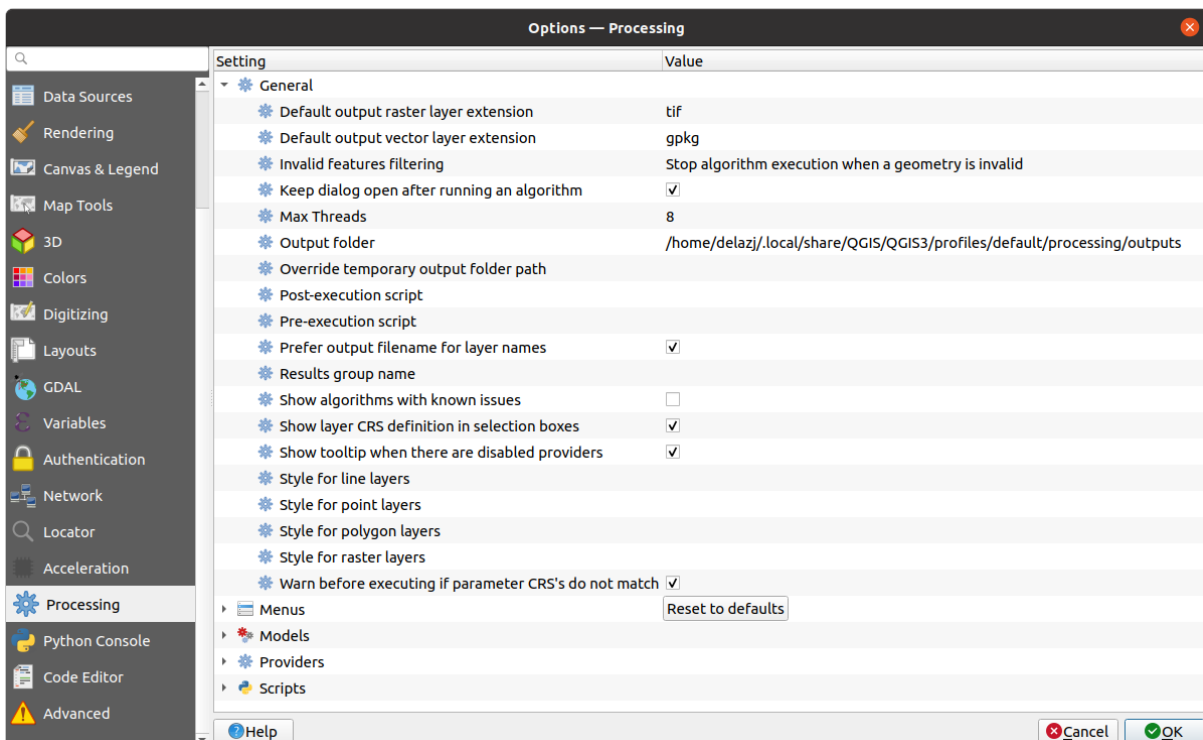 Options — Processing
Setting
Value
Data Sources
Rendering
Canvas & Legend
Map Tools
3D
Colors
Digitizing
Layouts
GDAL
Variables
Authentication
Network
Locator
Acceleration
Processing
Python Console
Code Editor
Advanced
General
Default output raster layer extension tif
Default output vector layer extension gpkg
Invalid features filtering Stop algorithm execution when a geometry is invalid
Keep dialog open after running an algorithm
Max Threads 8
Output folder /home/delazj/.local/share/QGIS/QGIS3/profiles/default/processing/outputs
Override temporary output folder path
Post-execution script
Pre-execution script
Prefer output filename for layer names
Results group name
Show algorithms with known issues
Show layer CRS definition in selection boxes
Show tooltip when there are disabled providers
Style for line layers
Style for point layers
Style for polygon layers
Style for raster layers
Warn before executing if parameter CRS's do not match
Menus Reset to defaults
Models
Providers
Scripts
Help
Cancel
OK